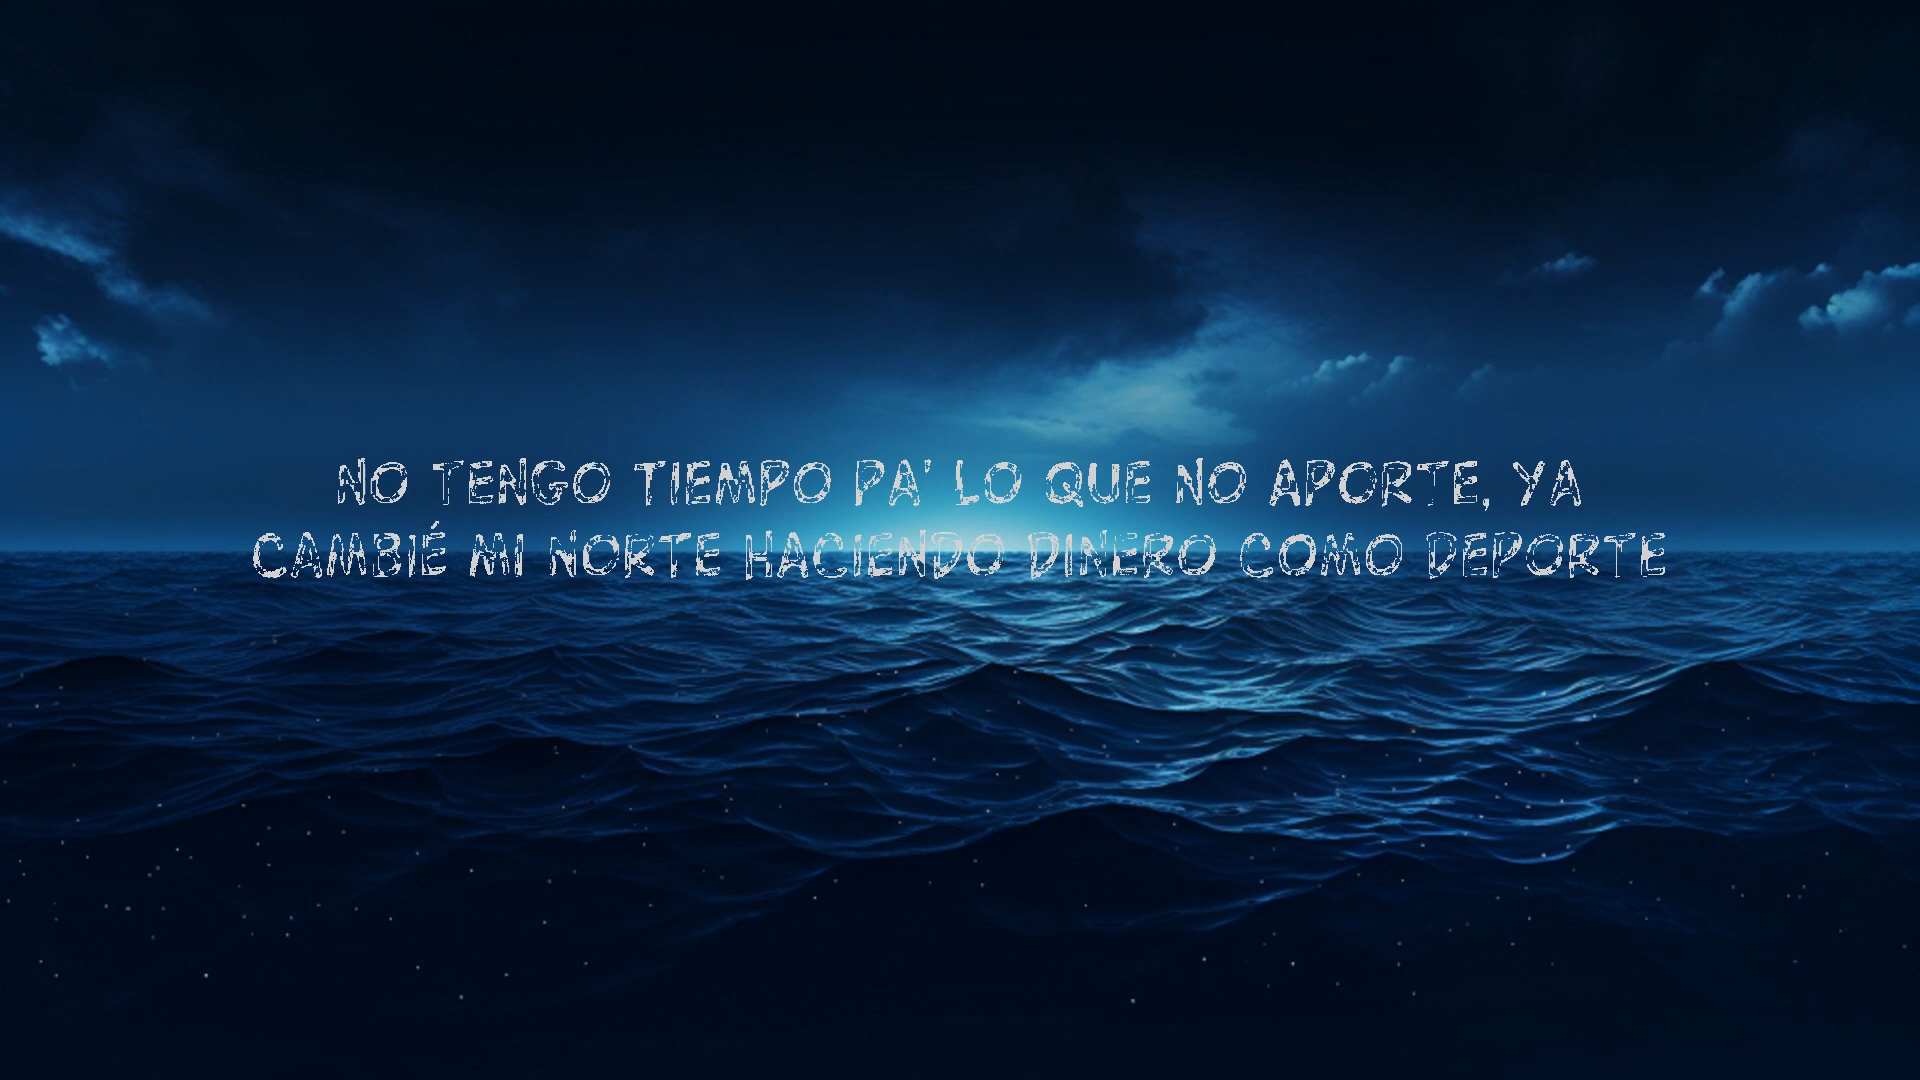 NO TENGO TIEMPO PA' LO QUE NO APORTE, YA
CAMBIÉ MI NORTE HACIENDO DINERO COMO DEPORTE